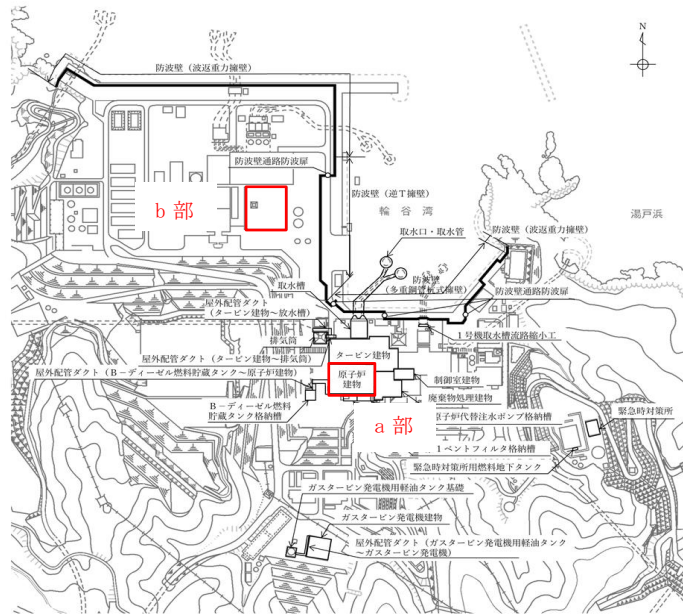 N
防波壁（波返重力擁壁）
防波壁通路防波扉
防波壁（逆Ｔ擁壁）
b 部
輪谷湾
湯戸浜
取水口・取水管
防波壁（波返重力擁壁）
防波壁
（多重鋼管杭式擁壁）
防波壁通路防波扉
取水槽
屋外配管ダクト
（タービン建物～放水槽）
１号機取水槽流路縮小工
排気筒
タービン建物
屋外配管ダクト（タービン建物～排気筒）
屋外配管ダクト（Ｂ－ディーゼル燃料貯蔵タンク～原子炉建物）
原子炉
建物
制御室建物
廃棄物処理建物
Ｂ－ディーゼル燃料
貯蔵タンク格納槽
a 部
原子炉代替注水ポンプ格納槽
緊急時対策所
１ベントフィルタ格納槽
緊急時対策所用燃料地下タンク
ガスタービン発電機用軽油タンク基礎
ガスタービン発電機建物
屋外配管ダクト（ガスタービン発電機用軽油タンク
～ガスタービン発電機）